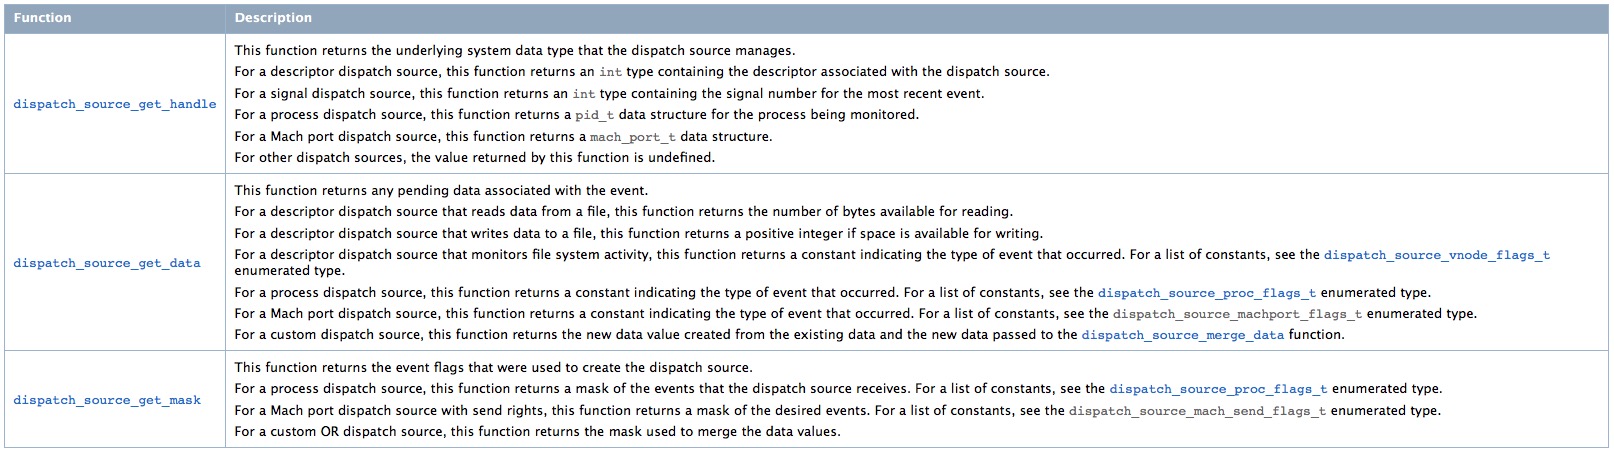 Function Description
This function returns the underlying system data type that the dispatch source manages.
For a descriptor dispatch source, this function returns an int type containing the descriptor associated with the dispatch source.
For a signal dispatch source, this function returns an int type containing the signal number for the most recent event.
dispatch_source_get_handle
For a process dispatch source, this function returns a pid_t data structure for the process being monitored.
For a Mach port dispatch source, this function returns a mach_port_t data structure.
For other dispatch sources, the value returned by this function is undefined.
This function returns any pending data associated with the event.
For a descriptor dispatch source that reads data from a file, this function returns the number of bytes available for reading.
For a descriptor dispatch source that writes data to a file, this function returns a positive integer if space is available for writing.
For a descriptor dispatch source that monitors file system activity, this function returns a constant indicating the type of event that occurred. For a list of constants, see the dispatch_source_vnode_flags_t
dispatch_source_get_data
enumerated type.
For a process dispatch source, this function returns a constant indicating the type of event that occurred. For a list of constants, see the dispatch_source_proc_flags_t enumerated type.
For a Mach port dispatch source, this function returns a constant indicating the type of event that occurred. For a list of constants, see the dispatch_source_machport_flags_t enumerated type.
For a custom dispatch source, this function returns the new data value created from the existing data and the new data passed to the dispatch_source_merge_data function.
This function returns the event flags that were used to create the dispatch source.
For a process dispatch source, this function returns a mask of the events that the dispatch source receives. For a list of constants, see the dispatch_source_proc_flags_t enumerated type.
dispatch_source_get_mask
For a Mach port dispatch source with send rights, this function returns a mask of the desired events. For a list of constants, see the dispatch_source_mach_send_flags_t enumerated type.
For a custom OR dispatch source, this function returns the mask used to merge the data values.